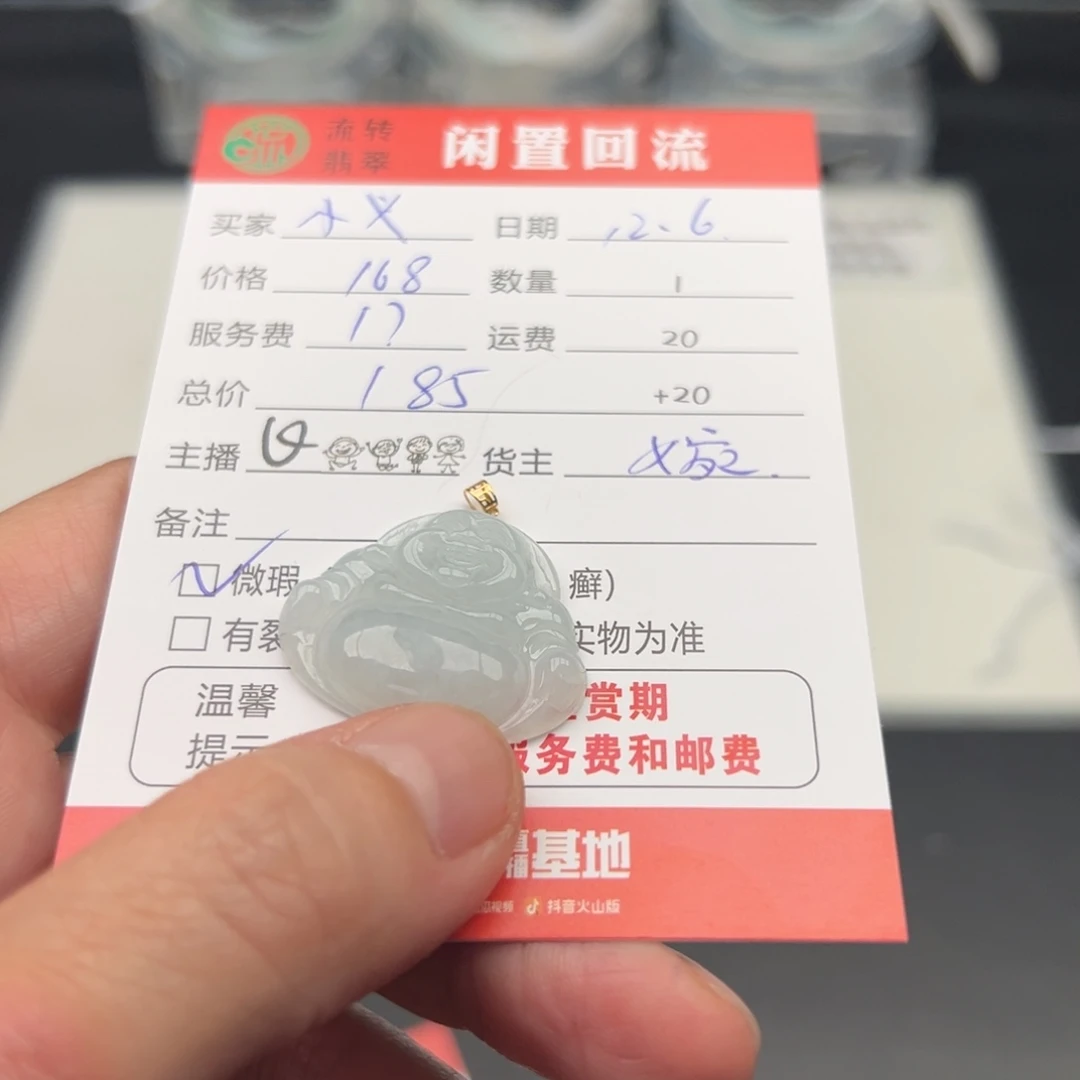 流转
翡翠
闲置回流
买家 小义 日期 12.6.
价格 168 数量 1
服务费 17 运费 20
总价 185 +20
主播 货主
备注
微瑕 癣)
有裂 实物为准
温馨 赏期
提示 服务费和邮费
直播基地
抖音火山版